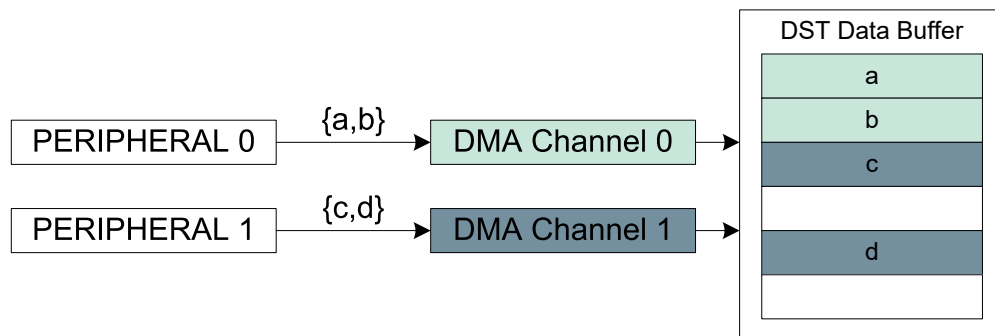 DST Data Buffer
a
{a,b}
b
PERIPHERAL 0
DMA Channel 0
c
{c,d}
PERIPHERAL 1
DMA Channel 1
d